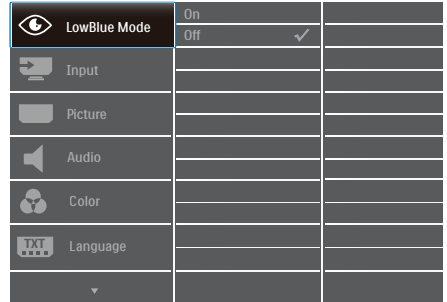 LowBlue Mode
On
Off
Input
Picture
Audio
Color
TXT
Language